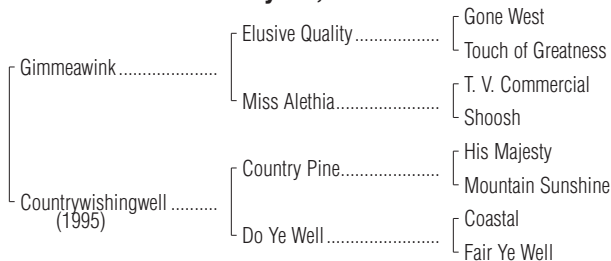 Gone West
Elusive Quality ..................
Touch of Greatness
Gimmeawink .....................
T. V. Commercial
Miss Alethia......................
Shoosh
His Majesty
Country Pine.....................
Mountain Sunshine
Countrywishingwell ..........
(1995)
Coastal
Do Ye Well ........................
Fair Ye Well